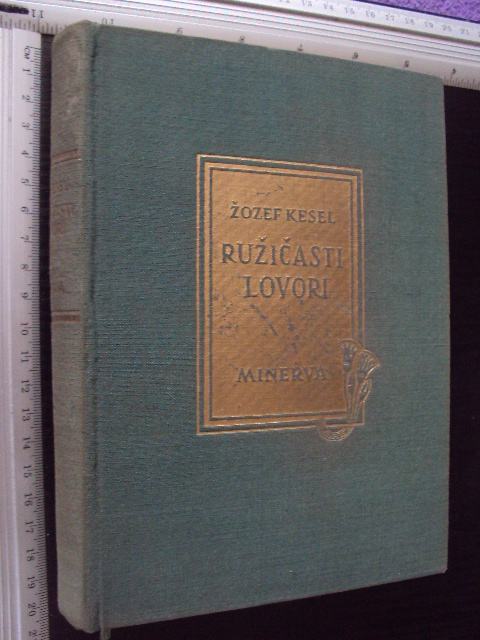 ŽOZEF KESEL
RUŽIČASTI
LOVORI
MINERVA